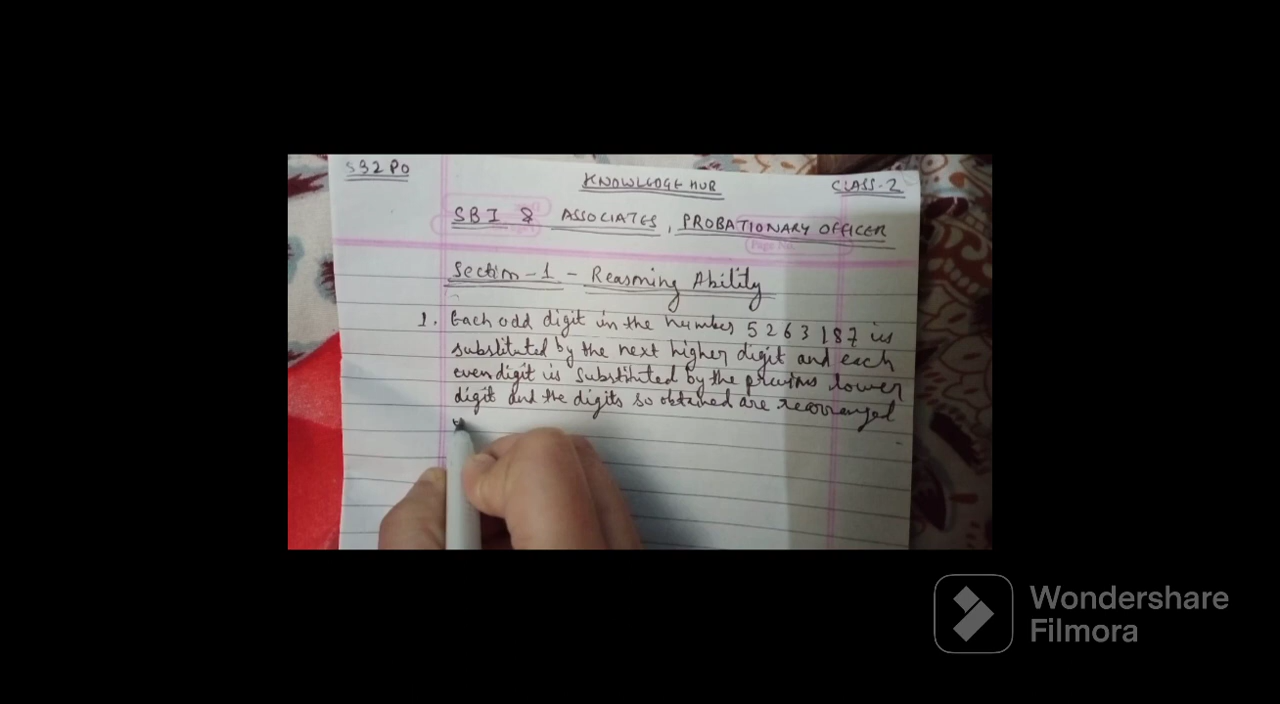 S32 PO
KNOWLEDGE HUB
CLASS-2
SBI & ASSOCIATES, PROBATIONARY OFFICER
Section-1 - Reasoning Ability
1. Each odd digit in the number 5263187 is
substituted by the next higher digit and each
even digit is substituted by the previous lower
digit and the digits so obtained are rearranged
Wondershare
Filmora